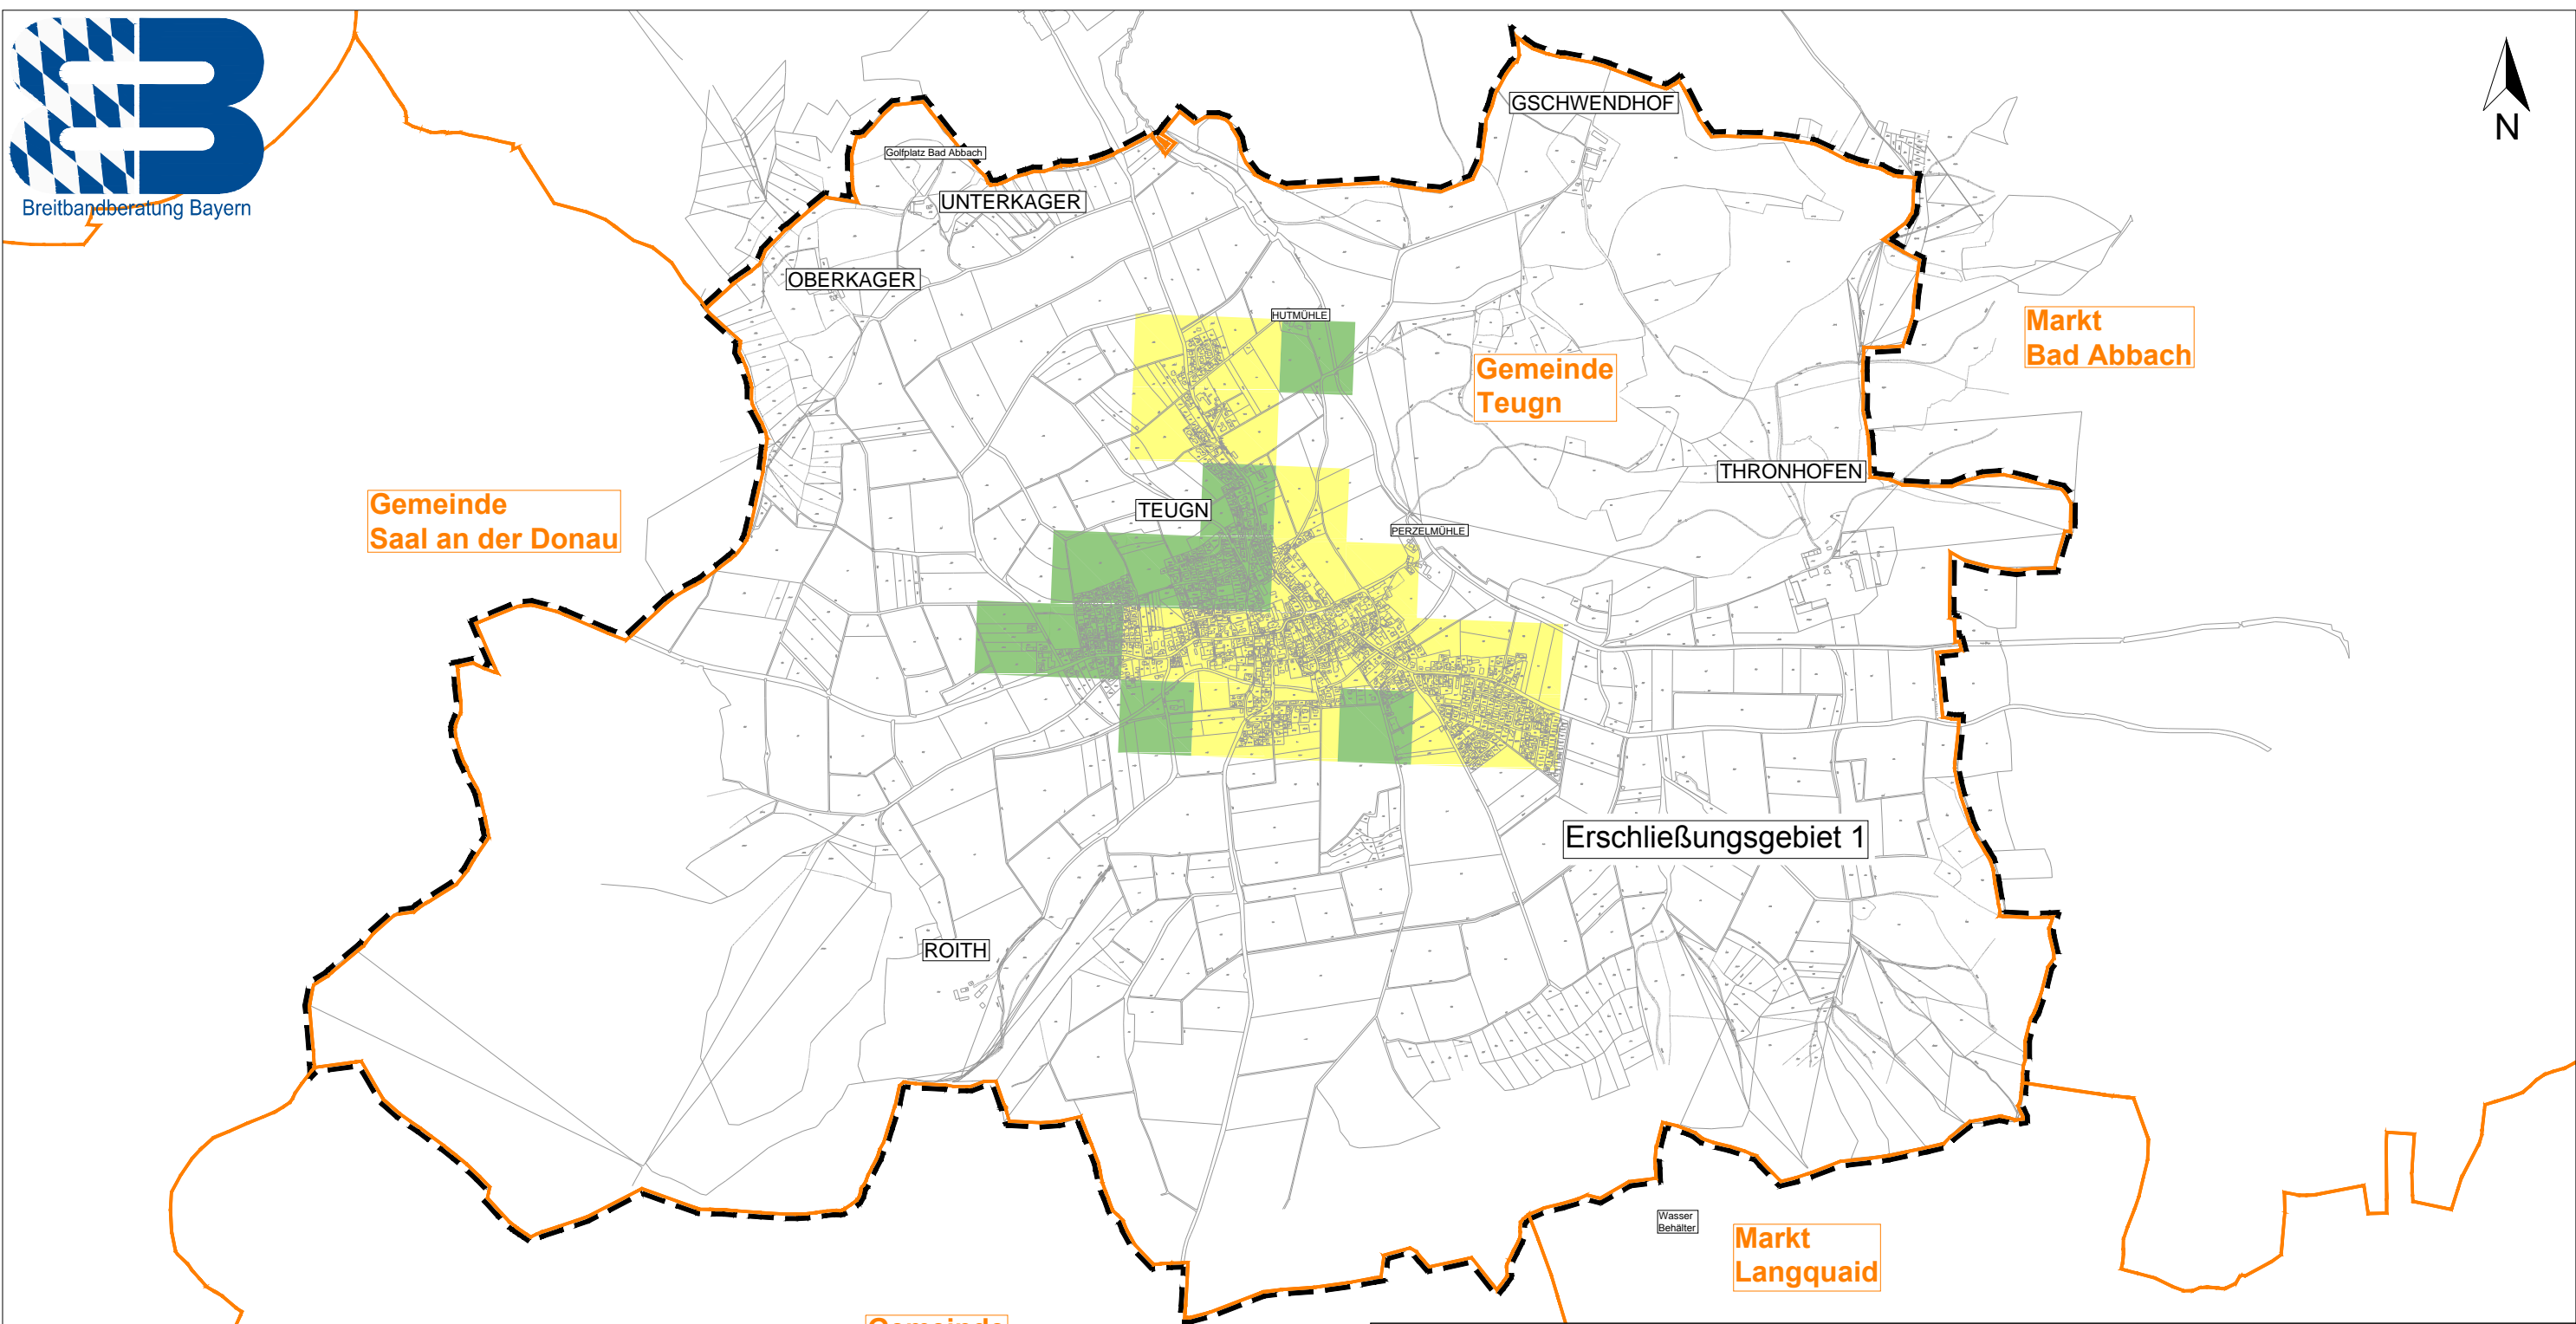 Breitbandberatung Bayern
GSCHWENDHOF
N
Golfplatz Bad Abbach
UNTERKAGER
OBERKAGER
HUTMÜHLE
Markt
Bad Abbach
Gemeinde
Teugn
THRONHOFEN
Gemeinde
Saal an der Donau
TEUGN
PERZELMÜHLE
Erschließungsgebiet 1
ROITH
Wasser
Behälter
Markt
Langquaid
Gemeinde